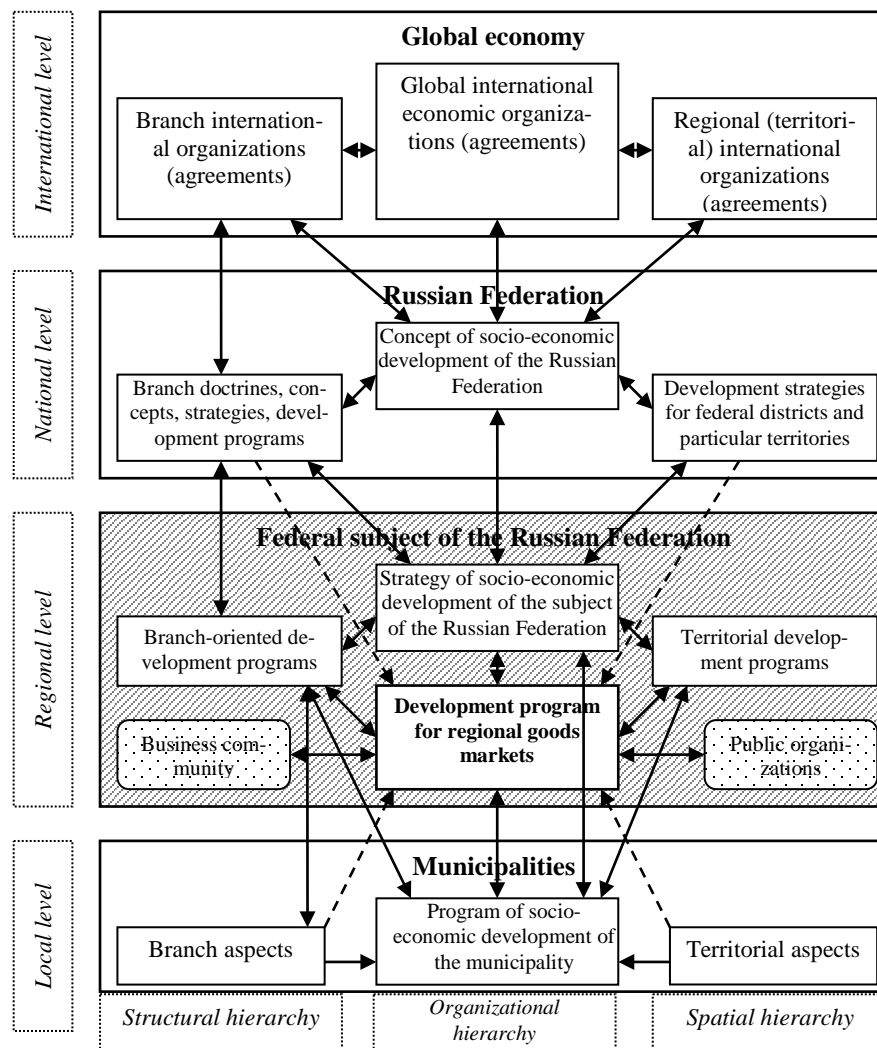 International level
Global economy
Branch internation-
al organizations
(agreements)
Global international
economic organiza-
tions (agreements)
Regional (territori-
al) international
organizations
(agreements)
National level
Russian Federation
Concept of socio-economic
development of the Russian
Federation
Branch doctrines, con-
cepts, strategies, devel-
opment programs
Development strategies
for federal districts and
particular territories
Regional level
Federal subject of the Russian Federation
Strategy of socio-economic
development of the subject
of the Russian Federation
Branch-oriented de-
velopment programs
Territorial develop-
ment programs
Development program
for regional goods
markets
Business com-
munity
Public organi-
zations
Local level
Municipalities
Program of socio-
economic development of
the municipality
Branch aspects
Territorial aspects
Structural hierarchy
Organizational
hierarchy
Spatial hierarchy